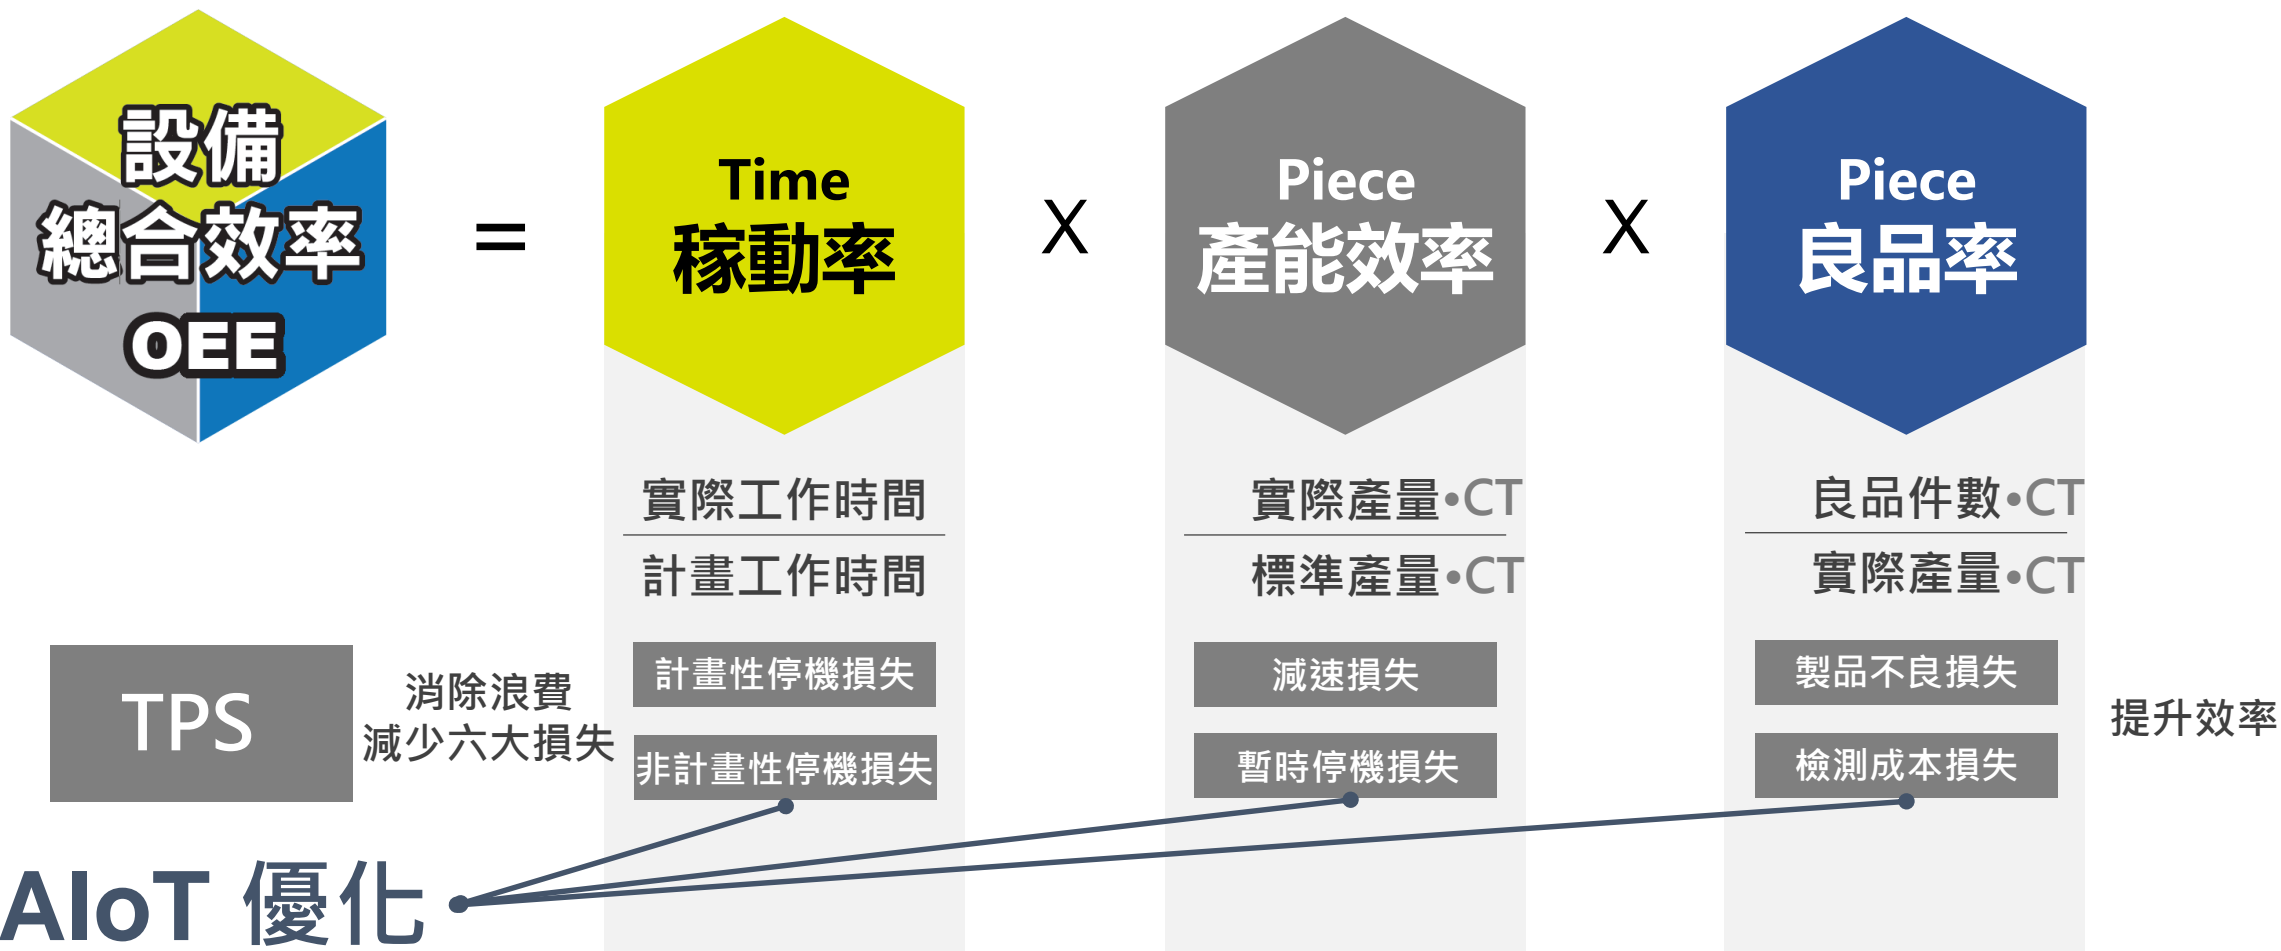 設備
總合效率
OEE
=
Time
稼動率
X
Piece
產能效率
X
Piece
良品率
實際工作時間
計畫工作時間
實際產量•CT
標準產量•CT
良品件數•CT
實際產量•CT
TPS
消除浪費
減少六大損失
計畫性停機損失
非計畫性停機損失
減速損失
暫時停機損失
製品不良損失
檢測成本損失
提升效率
AIoT 優化